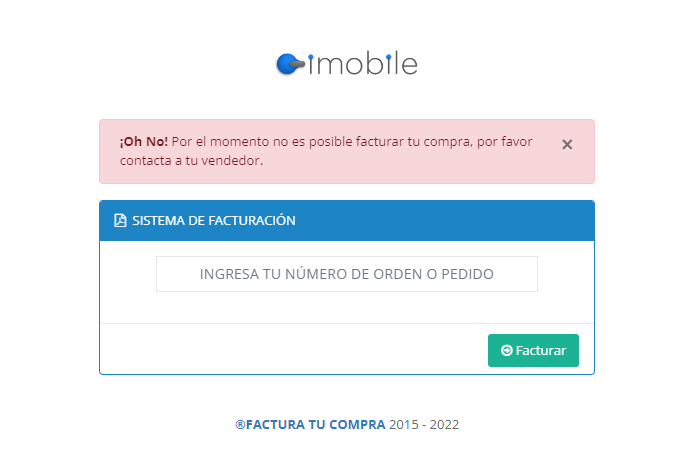 imobile
¡Oh No! Por el momento no es posible facturar tu compra, por favor
contacta a tu vendedor.
×
SISTEMA DE FACTURACIÓN
INGRESA TU NÚMERO DE ORDEN O PEDIDO
Facturar
®FACTURA TU COMPRA 2015 - 2022